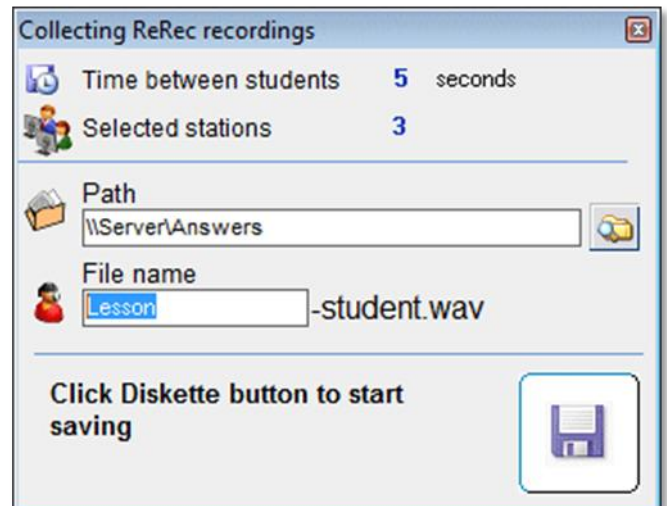 Collecting ReRec recordings
Time between students 5 seconds
Selected stations 3
Path
\\Server\Answers
File name
Lesson -student.wav
Click Diskette button to start
saving